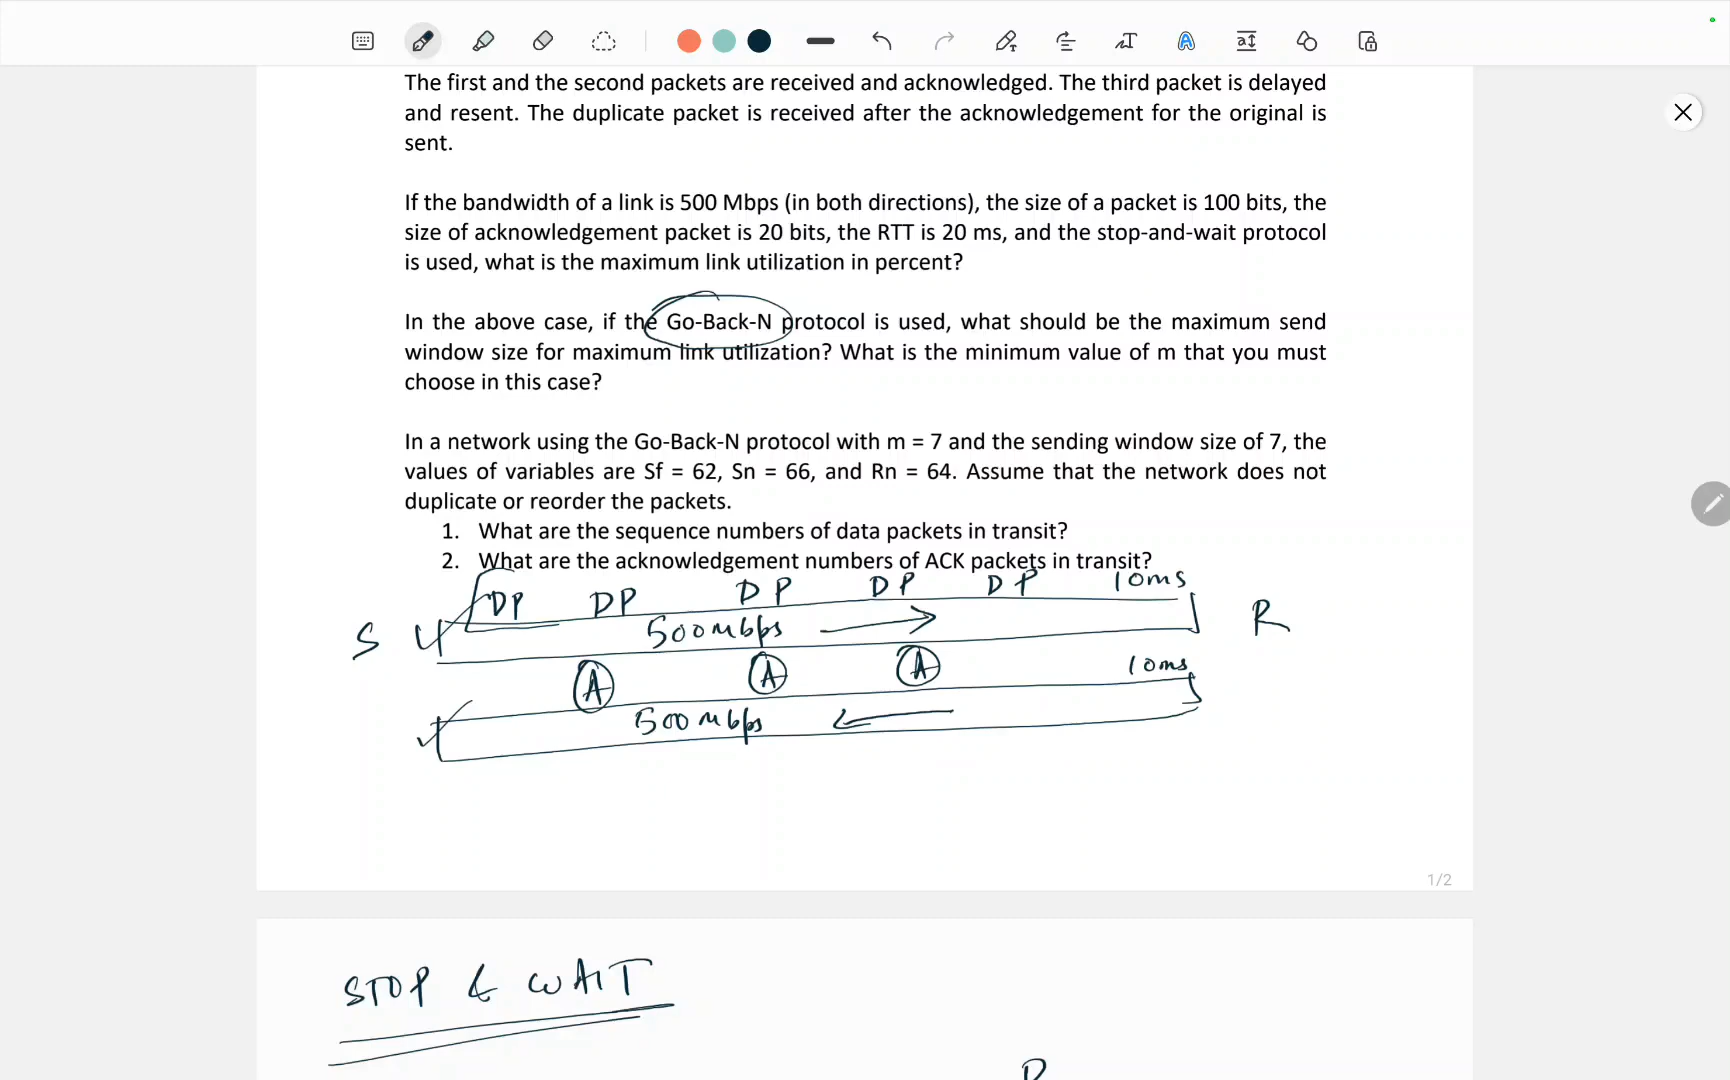 The first and the second packets are received and acknowledged. The third packet is delayed
and resent. The duplicate packet is received after the acknowledgement for the original is
sent.
If the bandwidth of a link is 500 Mbps (in both directions), the size of a packet is 100 bits, the
size of acknowledgement packet is 20 bits, the RTT is 20 ms, and the stop-and-wait protocol
is used, what is the maximum link utilization in percent?
In the above case, if the Go-Back-N protocol is used, what should be the maximum send
window size for maximum link utilization? What is the minimum value of m that you must
choose in this case?
In a network using the Go-Back-N protocol with m = 7 and the sending window size of 7, the
values of variables are Sf = 62, Sn = 66, and Rn = 64. Assume that the network does not
duplicate or reorder the packets.
1. What are the sequence numbers of data packets in transit?
2. What are the acknowledgement numbers of ACK packets in transit?
DP DP DP DP DP 10ms
S 500 Mbps R
A A A 10ms
500 Mbps
1/2
STOP & WAIT
R